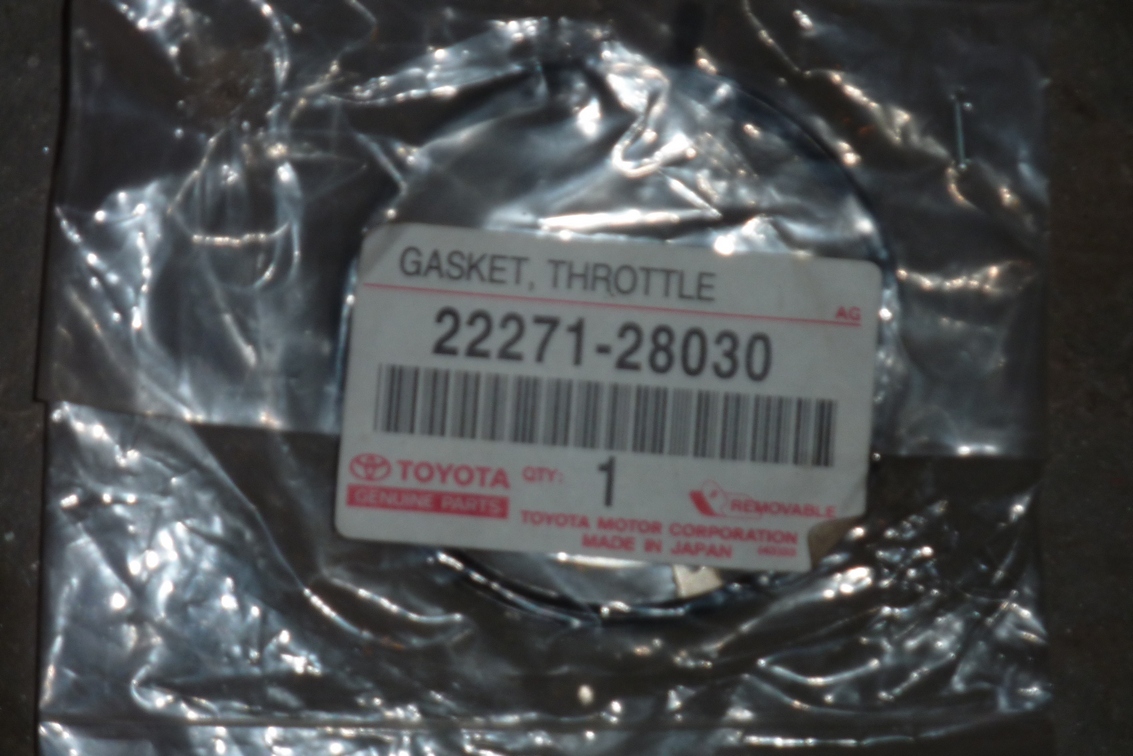 GASKET, THROTTLE
AG
22271-28030
TOYOTA QTY: 1
GENUINE PARTS
REMOVABLE
TOYOTA MOTOR CORPORATION
MADE IN JAPAN